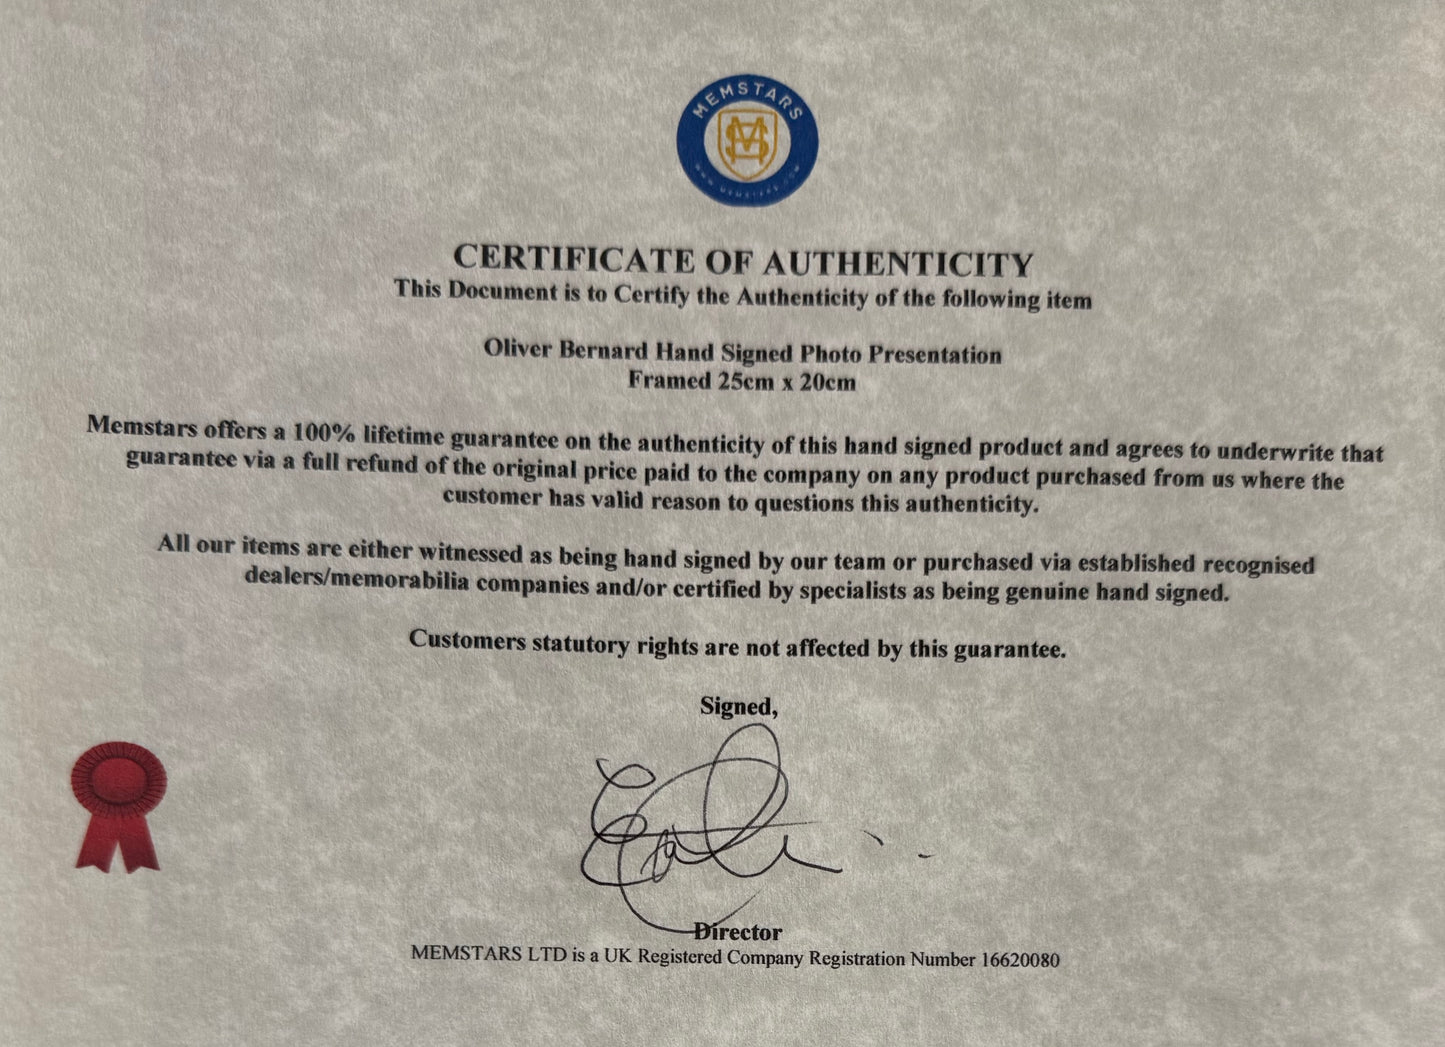 MEMSTARS
MS
WWW.MEMSTARS.COM
CERTIFICATE OF AUTHENTICITY
This Document is to Certify the Authenticity of the following item
Oliver Bernard Hand Signed Photo Presentation
Framed 25cm x 20cm
Memstars offers a 100% lifetime guarantee on the authenticity of this hand signed product and agrees to underwrite that
guarantee via a full refund of the original price paid to the company on any product purchased from us where the
customer has valid reason to questions this authenticity.
All our items are either witnessed as being hand signed by our team or purchased via established recognised
dealers/memorabilia companies and/or certified by specialists as being genuine hand signed.
Customers statutory rights are not affected by this guarantee.
Signed,
Director
MEMSTARS LTD is a UK Registered Company Registration Number 16620080